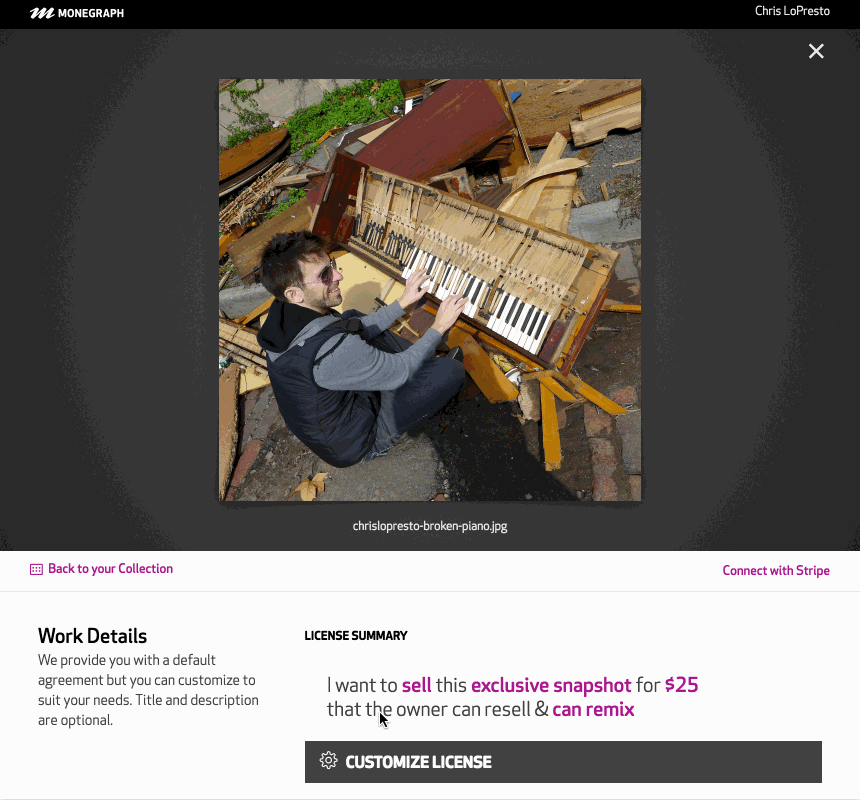 MONEGRAPH
Chris LoPresto
chrislopresto-broken-piano.jpg
Back to your Collection
Connect with Stripe
Work Details
We provide you with a default
agreement but you can customize to
suit your needs. Title and description
are optional.
LICENSE SUMMARY
I want to sell this exclusive snapshot for $25
that the owner can resell & can remix
CUSTOMIZE LICENSE